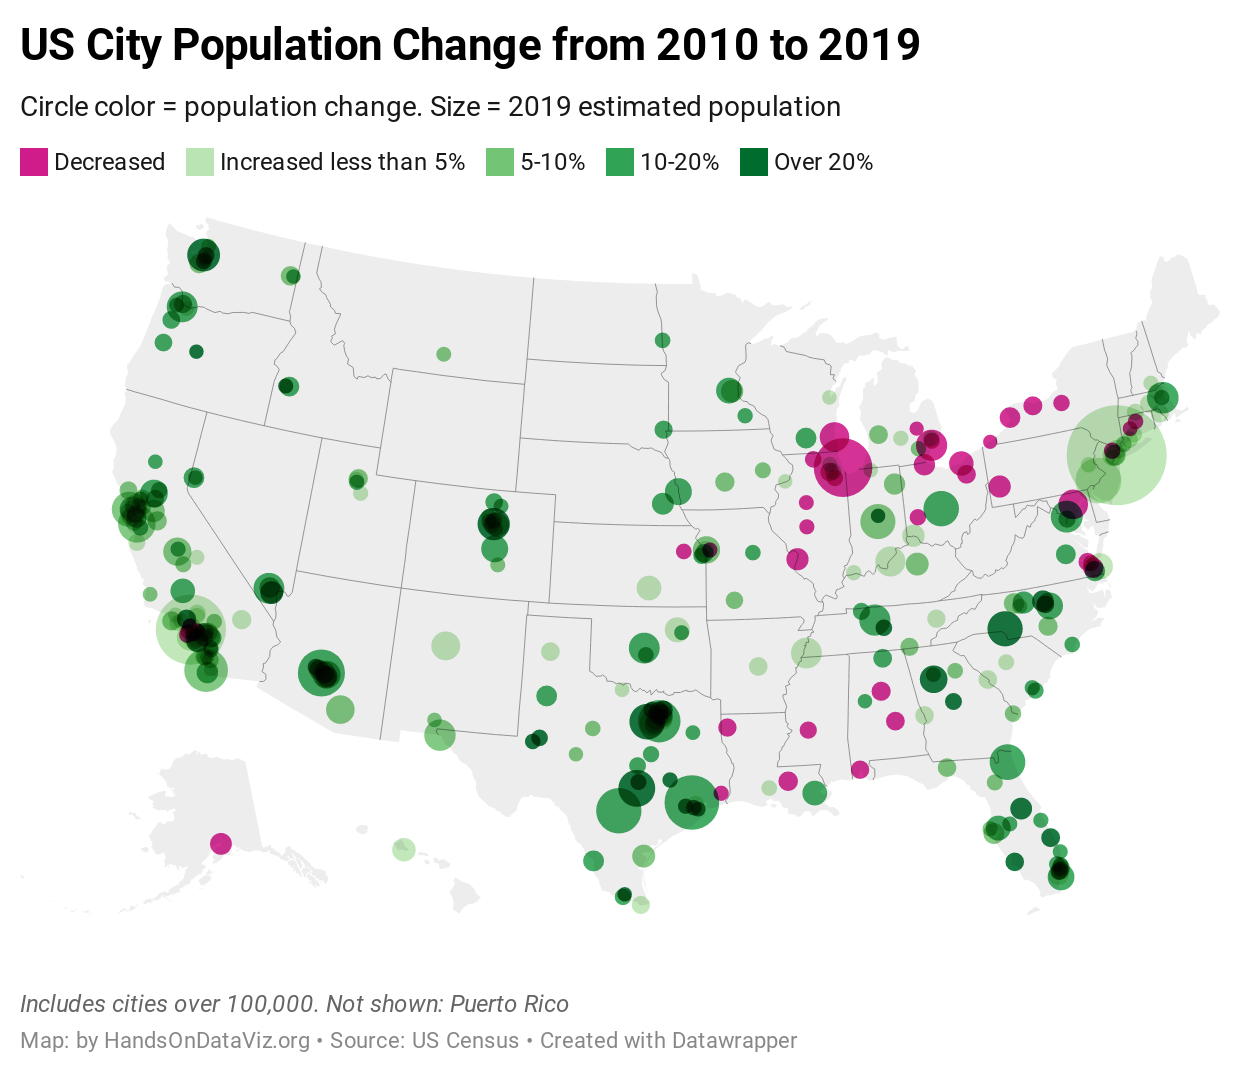 US City Population Change from 2010 to 2019
Circle color = population change. Size = 2019 estimated population
Decreased Increased less than 5% 5-10% 10-20% Over 20%
Includes cities over 100,000. Not shown: Puerto Rico
Map: by HandsOnDataViz.org • Source: US Census • Created with Datawrapper